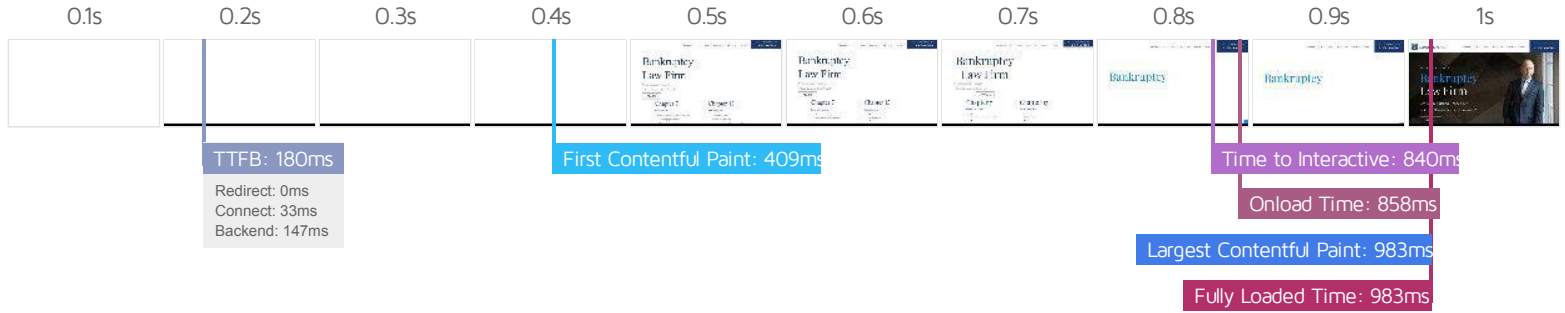 0.1s 0.2s 0.3s 0.4s 0.5s 0.6s 0.7s 0.8s 0.9s 1s
Bankruptcy Bankruptcy Bankruptcy Bankruptcy Bankruptcy Bankruptcy
Law Firm Law Firm Law Firm Law Firm
Chapter 7 Chapter 13 Chapter 7 Chapter 13
TTFB: 180ms
Redirect: 0ms
Connect: 33ms
Backend: 147ms
First Contentful Paint: 409ms
Time to Interactive: 840ms
Onload Time: 858ms
Largest Contentful Paint: 983ms
Fully Loaded Time: 983ms